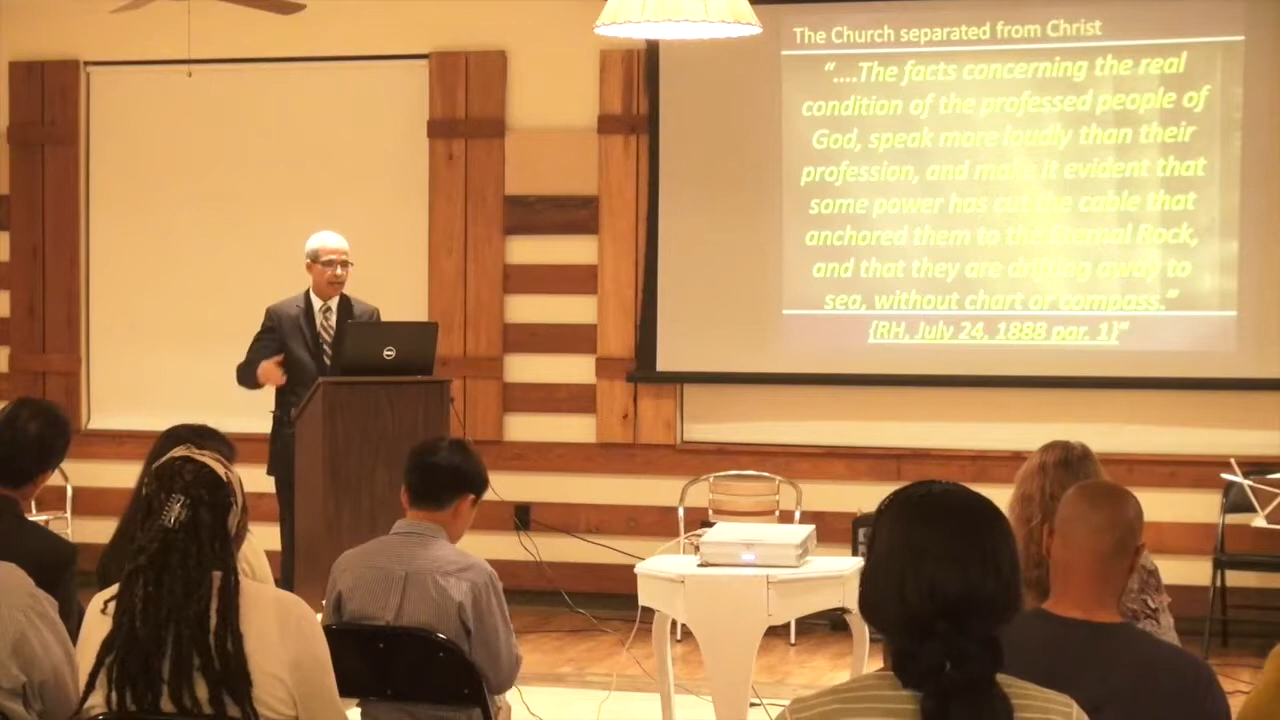 The Church separated from Christ
“....The facts concerning the real
condition of the professed people of
God, speak more loudly than their
profession, and make it evident that
some power has cut the cable that
anchored them to the Eternal Rock,
and that they are drifting away to
sea, without chart or compass.”
{RH, July 24, 1888 par. 1}“
DELL